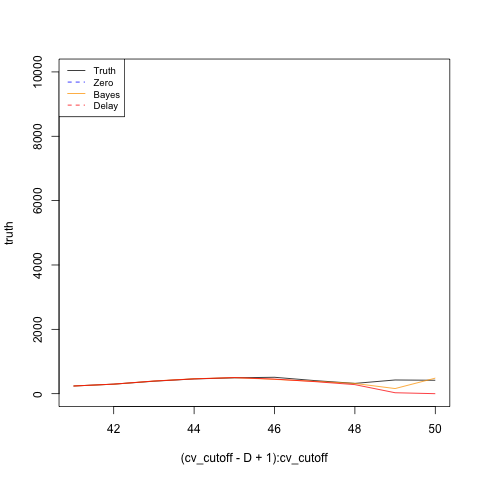 Truth
Zero
Bayes
Delay
truth
10000
8000
6000
4000
2000
0
42 44 46 48 50
(cv_cutoff - D + 1):cv_cutoff